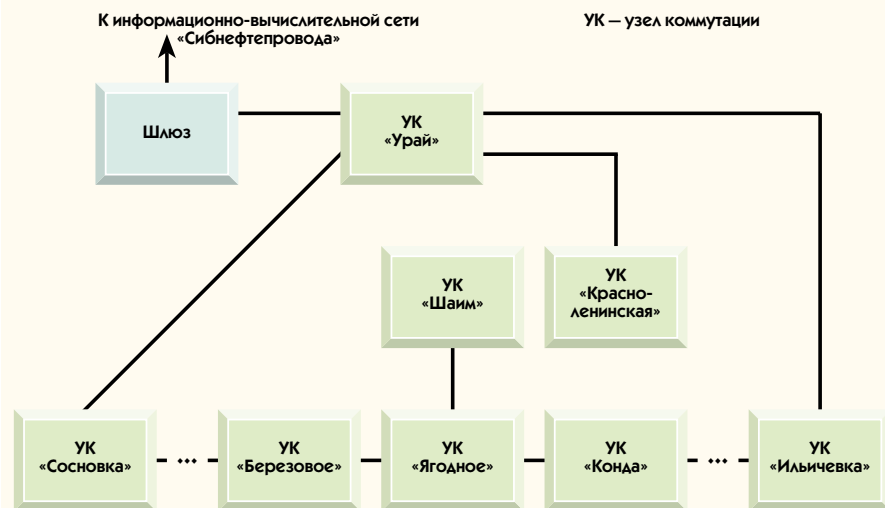 К информационно-вычислительной сети
«Сибнефтепровода»
УК – узел коммутации
Шлюз
УК
«Урай»
УК
«Шаим»
УК
«Красно-
ленинская»
УК
«Сосновка»
...
УК
«Березовое»
УК
«Ягодное»
УК
«Конда»
...
УК
«Ильичевка»